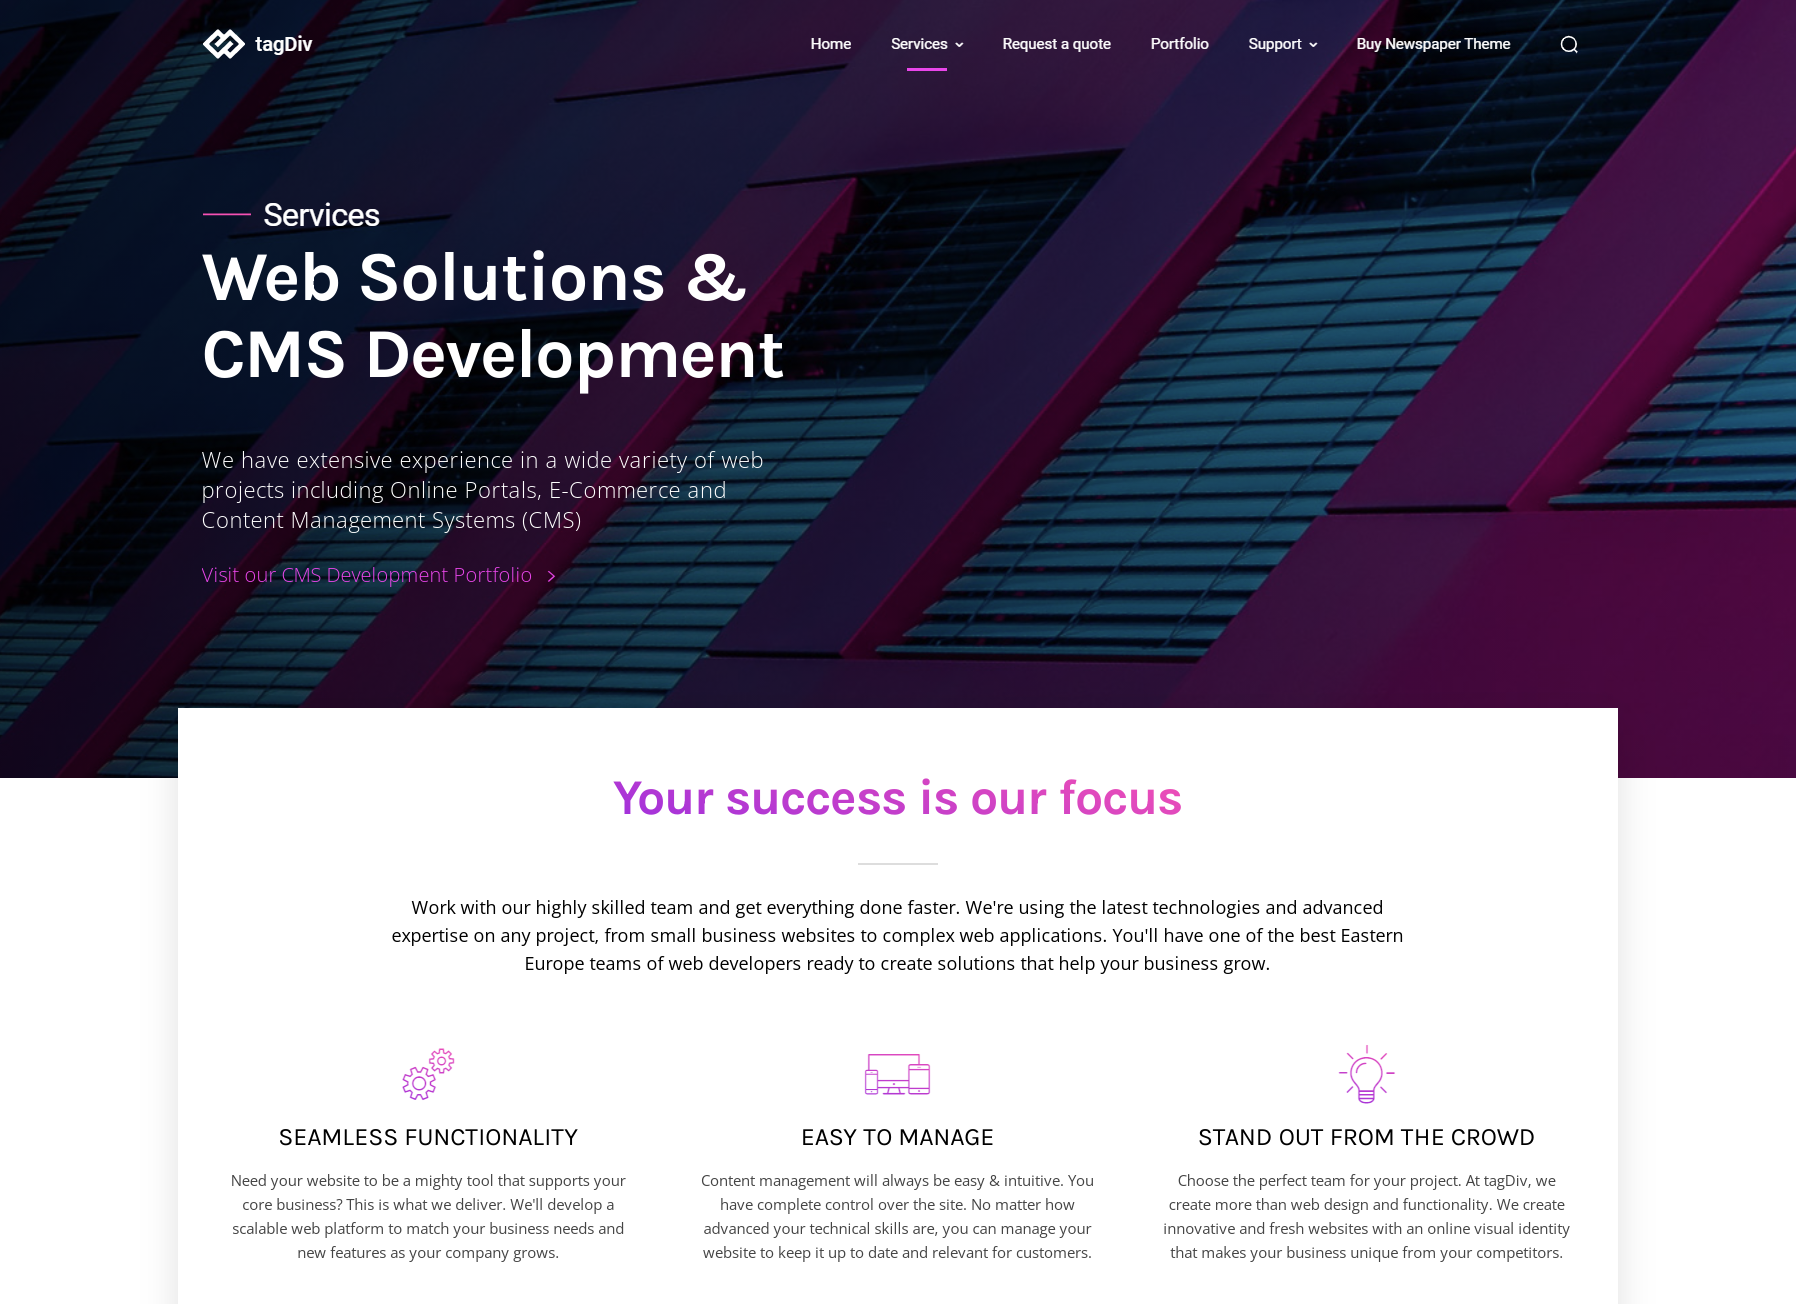 tagDiv
Home
Services
Request a quote
Portfolio
Support
Buy Newspaper Theme
Services
Web Solutions &
CMS Development
We have extensive experience in a wide variety of web
projects including Online Portals, E-Commerce and
Content Management Systems (CMS)
Visit our CMS Development Portfolio
Your success is our focus
Work with our highly skilled team and get everything done faster. We're using the latest technologies and advanced
expertise on any project, from small business websites to complex web applications. You'll have one of the best Eastern
Europe teams of web developers ready to create solutions that help your business grow.
SEAMLESS FUNCTIONALITY
Need your website to be a mighty tool that supports your
core business? This is what we deliver. We'll develop a
scalable web platform to match your business needs and
new features as your company grows.
EASY TO MANAGE
Content management will always be easy & intuitive. You
have complete control over the site. No matter how
advanced your technical skills are, you can manage your
website to keep it up to date and relevant for customers.
STAND OUT FROM THE CROWD
Choose the perfect team for your project. At tagDiv, we
create more than web design and functionality. We create
innovative and fresh websites with an online visual identity
that makes your business unique from your competitors.